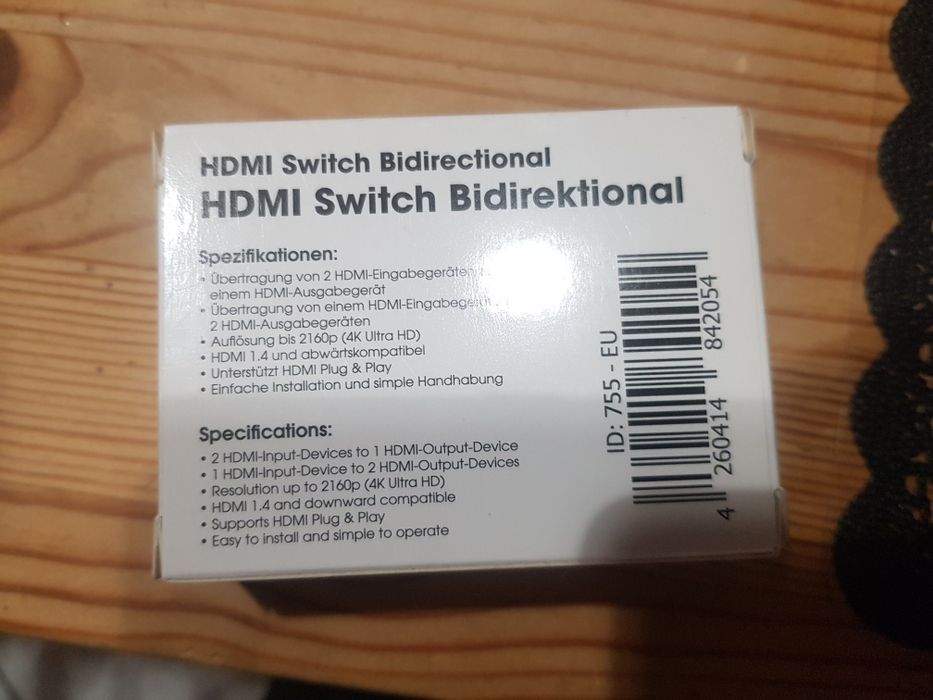 HDMI Switch Bidirectional
HDMI Switch Bidirektional
Spezifikationen:
• Übertragung von 2 HDMI-Eingabegeräten
einem HDMI-Ausgabegerät
• Übertragung von einem HDMI-Eingabegerät
2 HDMI-Ausgabegeräten
• Auflösung bis 2160p (4K Ultra HD)
• HDMI 1.4 und abwärtskompatibel
• Unterstützt HDMI Plug & Play
• Einfache Installation und simple Handhabung
Specifications:
• 2 HDMI-Input-Devices to 1 HDMI-Output-Device
• 1 HDMI-Input-Device to 2 HDMI-Output-Devices
• Resolution up to 2160p (4K Ultra HD)
• HDMI 1.4 and downward compatible
• Supports HDMI Plug & Play
• Easy to install and simple to operate
ID: 755 - EU
4 260414 842054